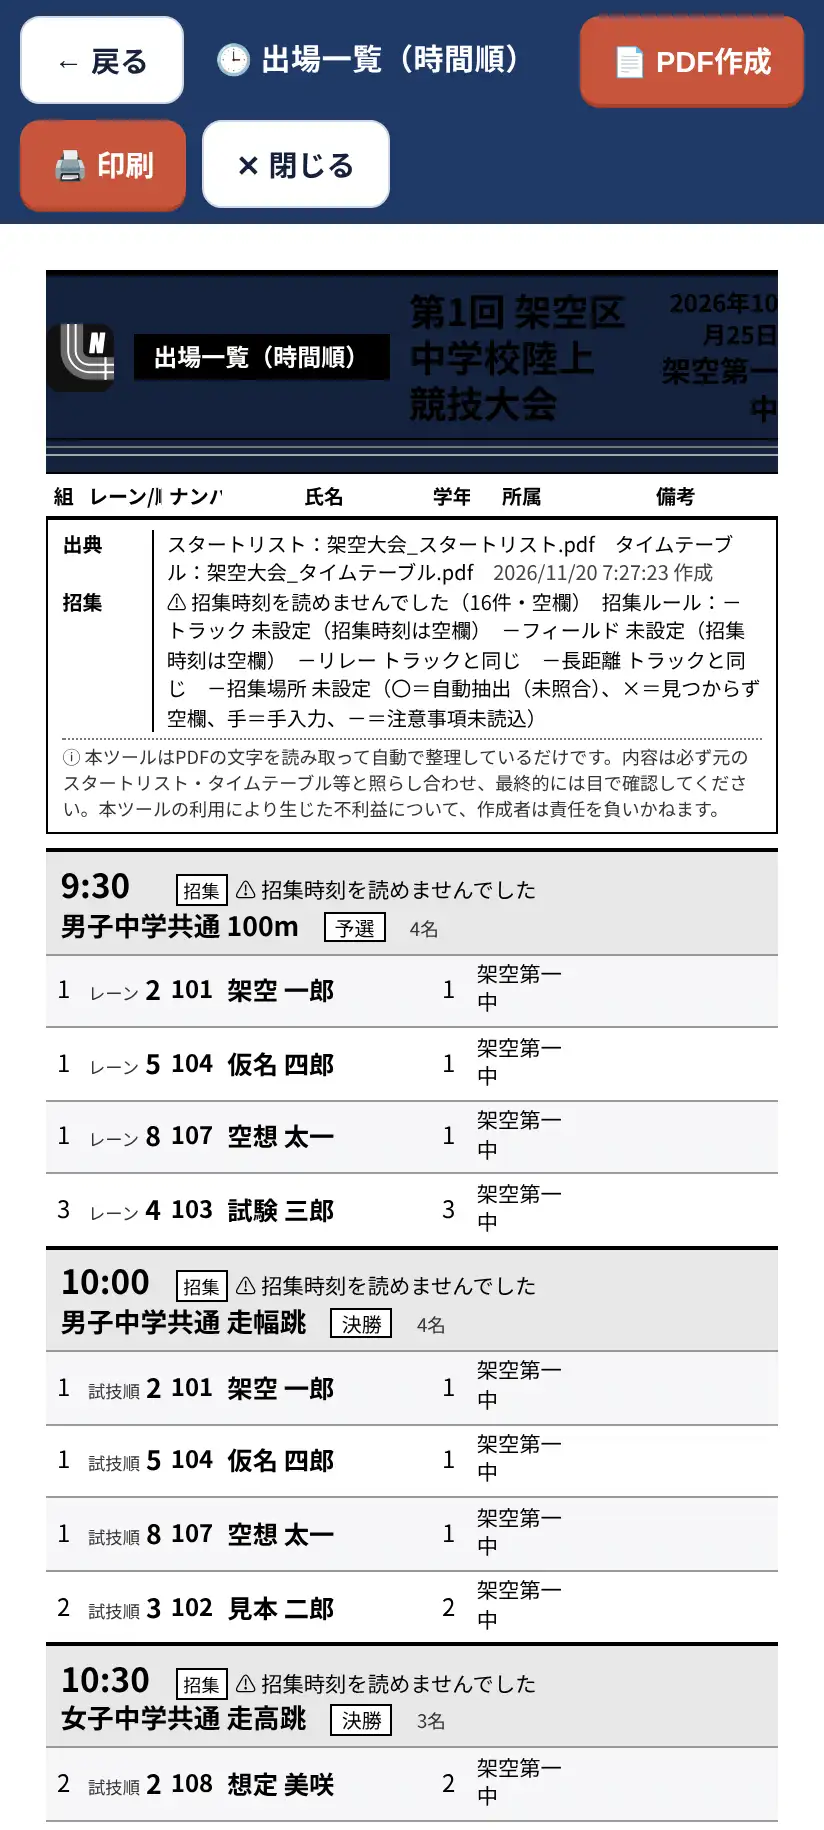 ← 戻る
🕒 出場一覧（時間順）
📄 PDF作成
🖨️ 印刷
✕ 閉じる
N
出場一覧（時間順）
第1回 架空区
中学校陸上
競技大会
2026年10
月25日
架空第一
中
組 レーン/ ナンバ 氏名 学年 所属 備考
出典 スタートリスト：架空大会_スタートリスト.pdf タイムテーブ
ル：架空大会_タイムテーブル.pdf 2026/11/20 7:27:23 作成
招集 ⚠ 招集時刻を読めませんでした（16件・空欄） 招集ルール：－
トラック 未設定（招集時刻は空欄） －フィールド 未設定（招集
時刻は空欄） －リレー トラックと同じ －長距離 トラックと同
じ －招集場所 未設定（〇＝自動抽出（未照合）、×＝見つからず
空欄、手＝手入力、－＝注意事項未読込）
ⓘ 本ツールはPDFの文字を読み取って自動で整理しているだけです。内容は必ず元の
スタートリスト・タイムテーブル等と照らし合わせ、最終的には目で確認してくださ
い。本ツールの利用により生じた不利益について、作成者は責任を負いかねます。
9:30 招集 ⚠ 招集時刻を読めませんでした
男子中学共通 100m 予選 4名
1 レーン 2 101 架空 一郎 1 架空第一
中
1 レーン 5 104 仮名 四郎 1 架空第一
中
1 レーン 8 107 空想 太一 1 架空第一
中
3 レーン 4 103 試験 三郎 3 架空第一
中
10:00 招集 ⚠ 招集時刻を読めませんでした
男子中学共通 走幅跳 決勝 4名
1 試技順 2 101 架空 一郎 1 架空第一
中
1 試技順 5 104 仮名 四郎 1 架空第一
中
1 試技順 8 107 空想 太一 1 架空第一
中
2 試技順 3 102 見本 二郎 2 架空第一
中
10:30 招集 ⚠ 招集時刻を読めませんでした
女子中学共通 走高跳 決勝 3名
2 試技順 2 108 想定 美咲 2 架空第一
中